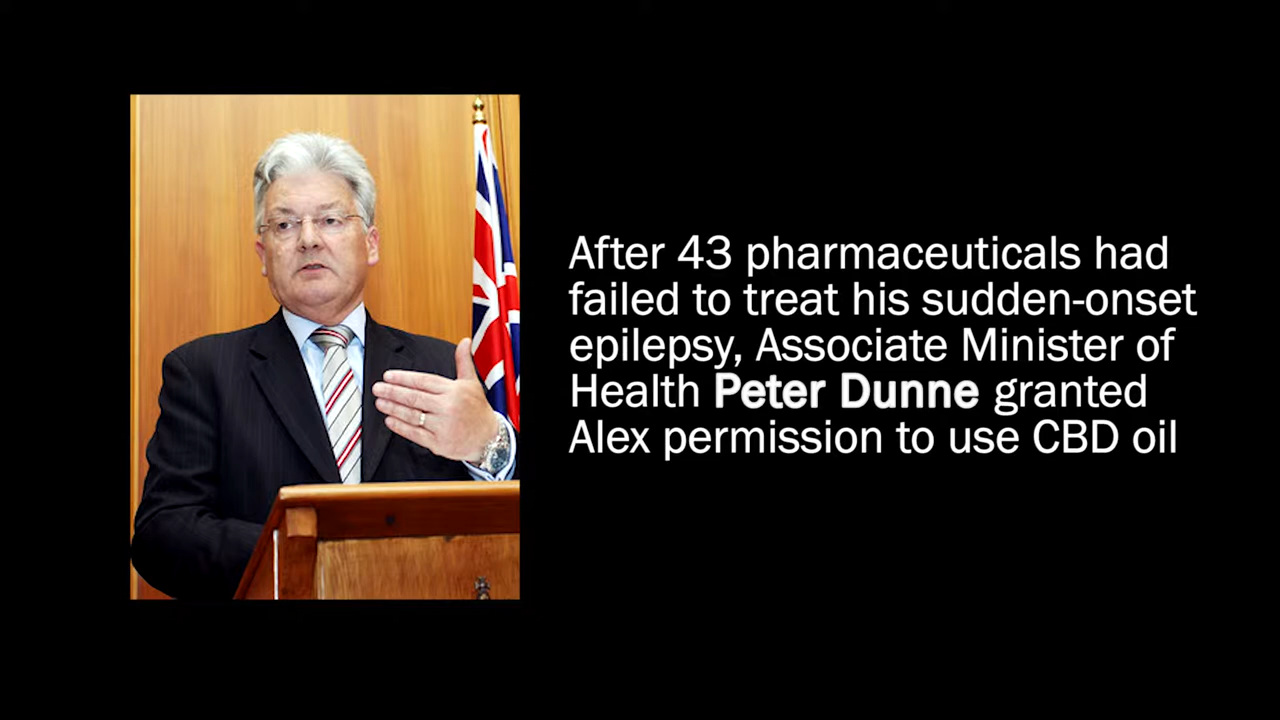 After 43 pharmaceuticals had
failed to treat his sudden-onset
epilepsy, Associate Minister of
Health Peter Dunne granted
Alex permission to use CBD oil